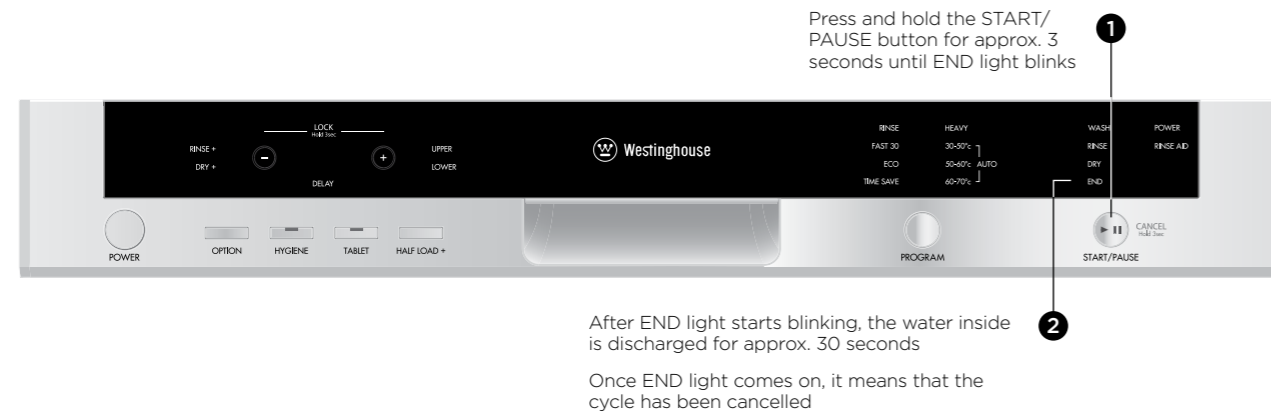 Press and hold the START/
PAUSE button for approx. 3
seconds until END light blinks
1
LOCK
Hold 3sec
RINSE +
DRY +
-
+
UPPER
LOWER
DELAY
W Westinghouse
RINSE
FAST 30
ECO
TIME SAVE
HEAVY
30-50°c
50-60°c AUTO
60-70°c
WASH
RINSE
DRY
END
POWER
RINSE AID
POWER
OPTION
HYGIENE
TABLET
HALF LOAD +
PROGRAM
CANCEL
Hold 3sec
START/PAUSE
After END light starts blinking, the water inside
is discharged for approx. 30 seconds
2
Once END light comes on, it means that the
cycle has been cancelled